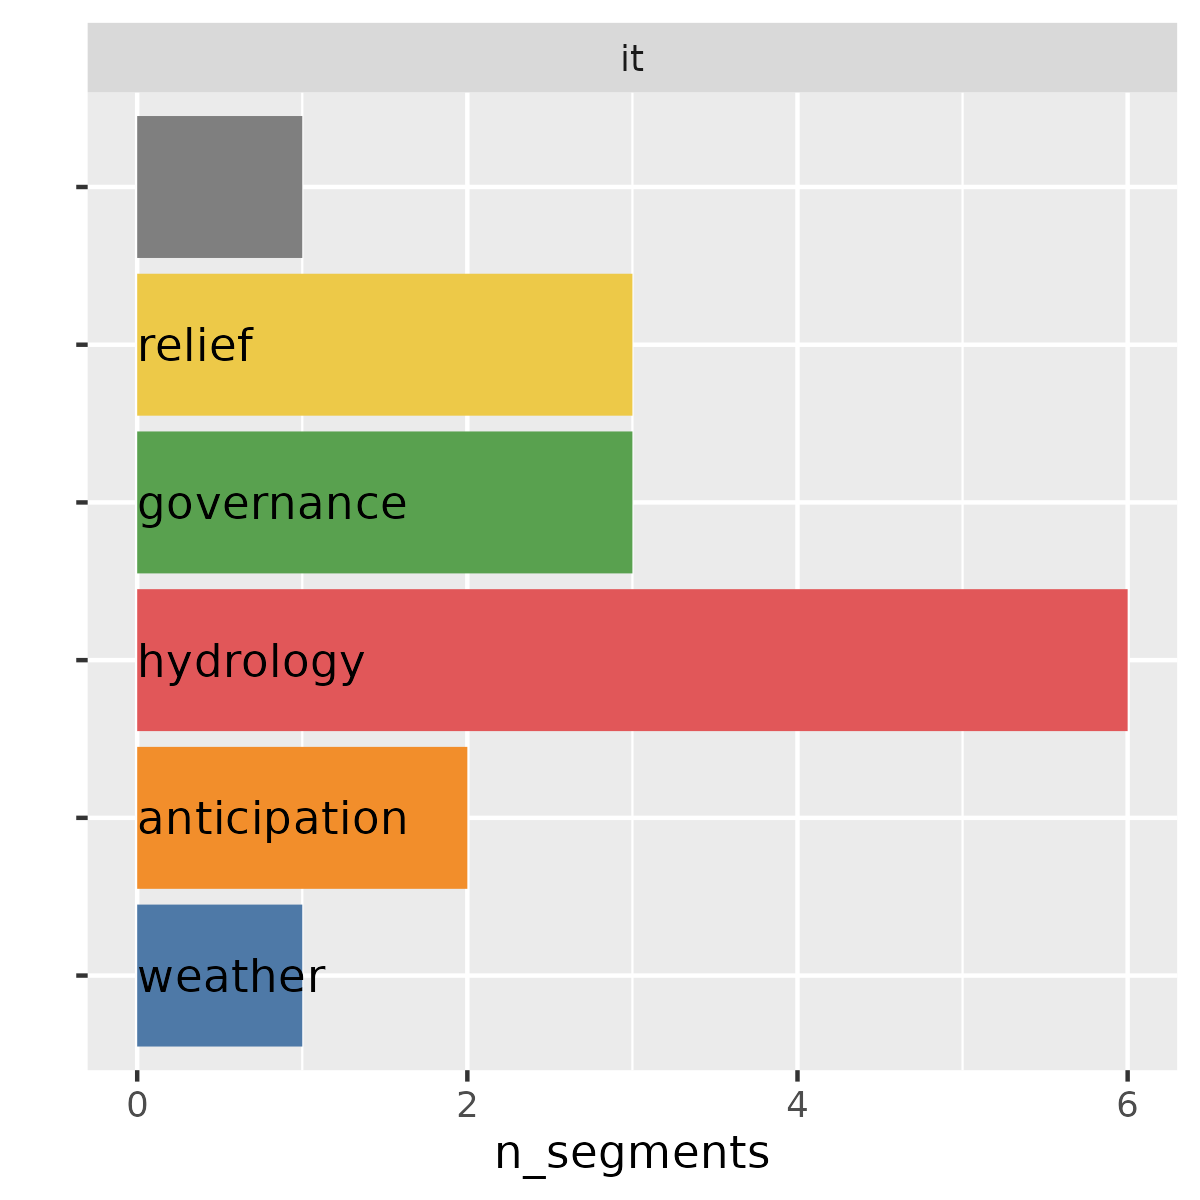 it
relief
governance
hydrology
anticipation
weather
0 2 4 6
n_segments